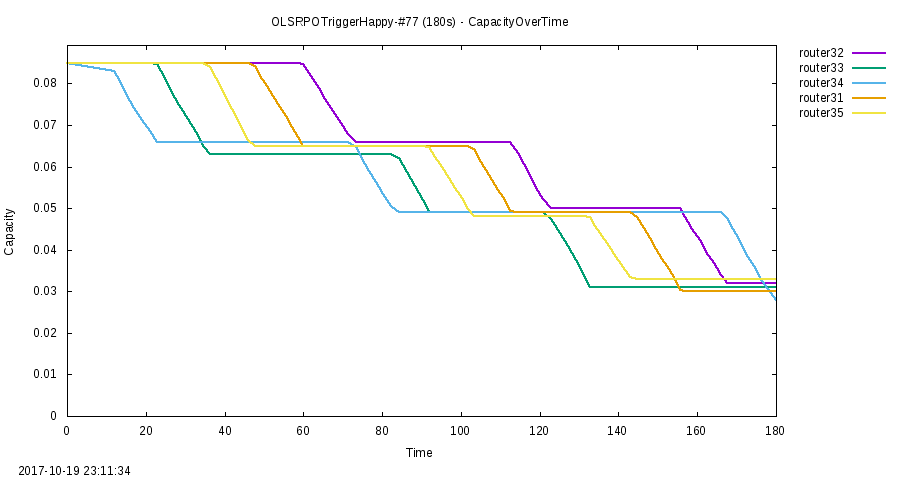 OLSRPOTriggerHappy-#77 (180s) - CapacityOverTime
router32
router33
router34
router31
router35
0.08
0.07
0.06
0.05
0.04
0.03
0.02
0.01
0
Capacity
0 20 40 60 80 100 120 140 160 180
Time
2017-10-19 23:11:34